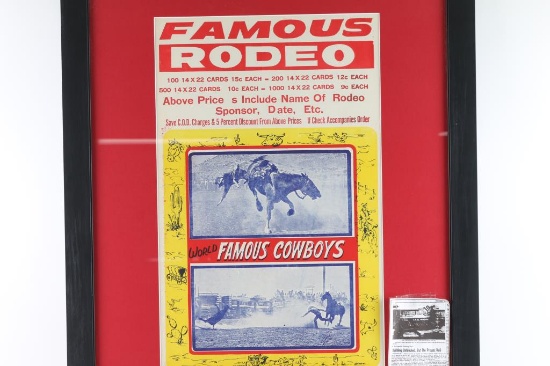 FAMOUS
RODEO
100 14 X 22 CARDS 15c EACH = 200 14 X 22 CARDS 12c EACH
500 14 X 22 CARDS 10c EACH = 1000 14 X 22 CARDS 9c EACH
Above Price s Include Name Of Rodeo
Sponsor, Date, Etc.
Save C.O.D. Charges & 5 Percent Discount From Above Prices If Check Accompanies Order
WORLD FAMOUS COWBOYS